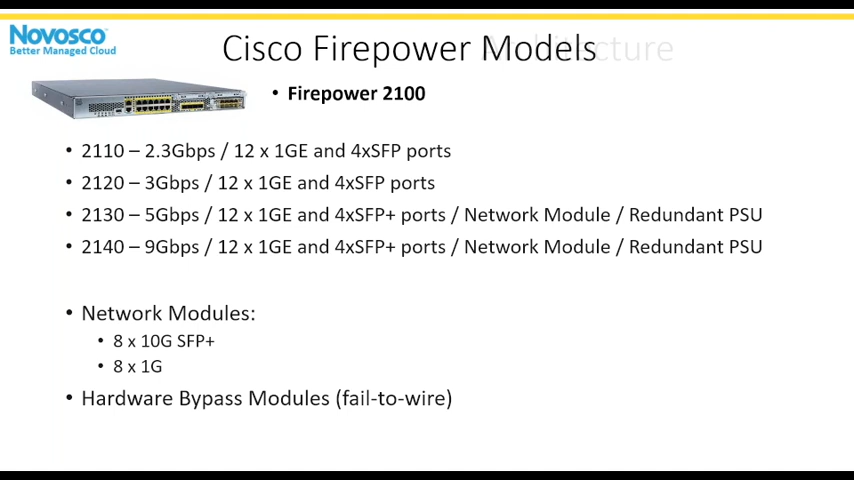 Novosco
Better Managed Cloud
Cisco Firepower Models
• Firepower 2100
• 2110 – 2.3Gbps / 12 x 1GE and 4xSFP ports
• 2120 – 3Gbps / 12 x 1GE and 4xSFP ports
• 2130 – 5Gbps / 12 x 1GE and 4xSFP+ ports / Network Module / Redundant PSU
• 2140 – 9Gbps / 12 x 1GE and 4xSFP+ ports / Network Module / Redundant PSU
• Network Modules:
• 8 x 10G SFP+
• 8 x 1G
• Hardware Bypass Modules (fail-to-wire)